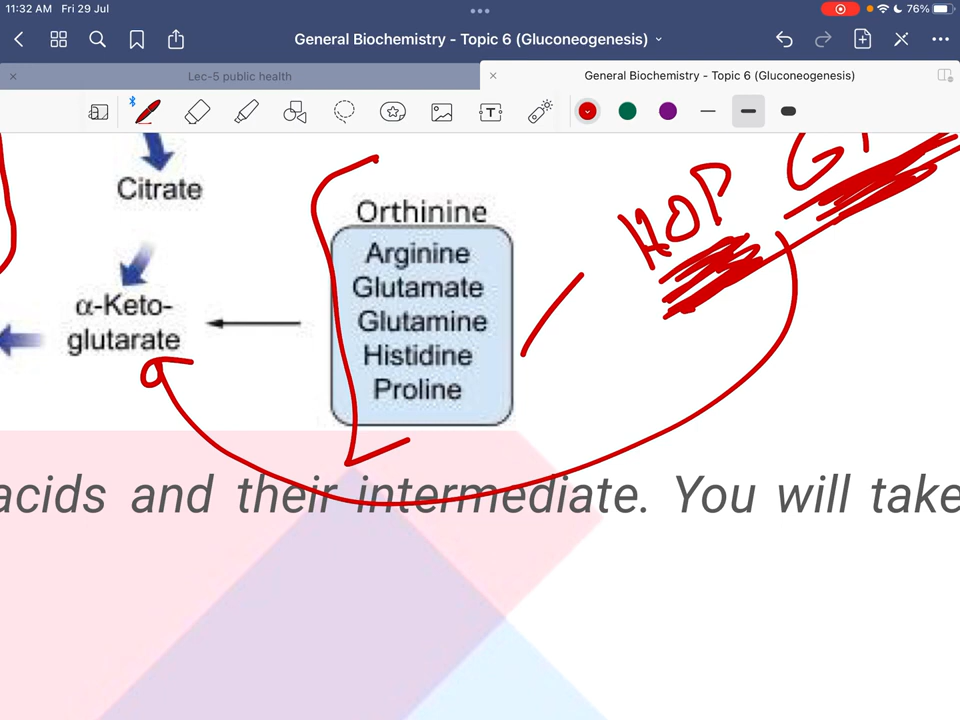 11:32 AM Fri 29 Jul
76%
General Biochemistry - Topic 6 (Gluconeogenesis)
Lec-5 public health
General Biochemistry - Topic 6 (Gluconeogenesis)
HOP
Citrate
Orthinine
Arginine
Glutamate
Glutamine
Histidine
Proline
α-Keto-
glutarate
acids and their intermediate. You will take